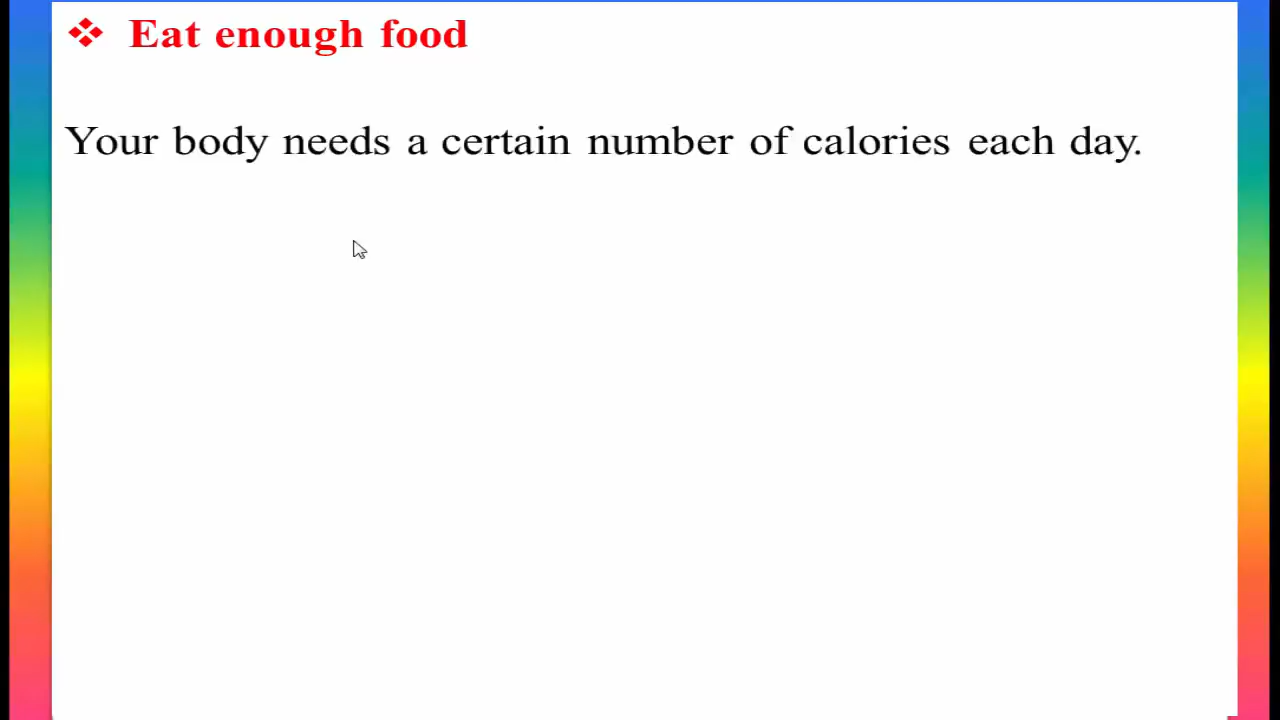 ❖ Eat enough food
Your body needs a certain number of calories each day.